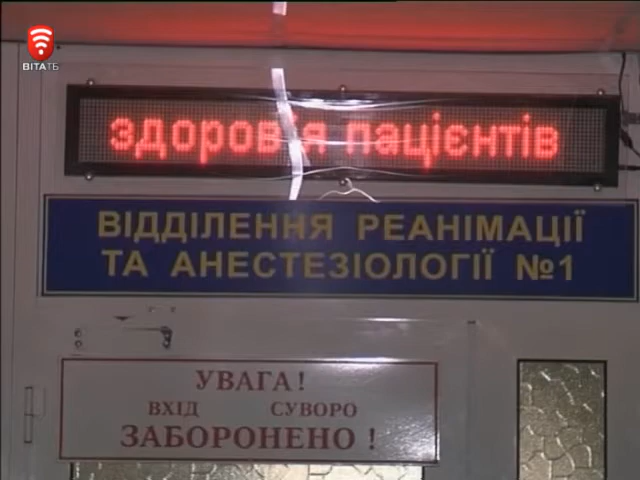 ВІТАТБ
здоров'я пацієнтів
ВІДДІЛЕННЯ РЕАНІМАЦІЇ
ТА АНЕСТЕЗІОЛОГІЇ №1
УВАГА!
ВХІД СУВОРО
ЗАБОРОНЕНО!